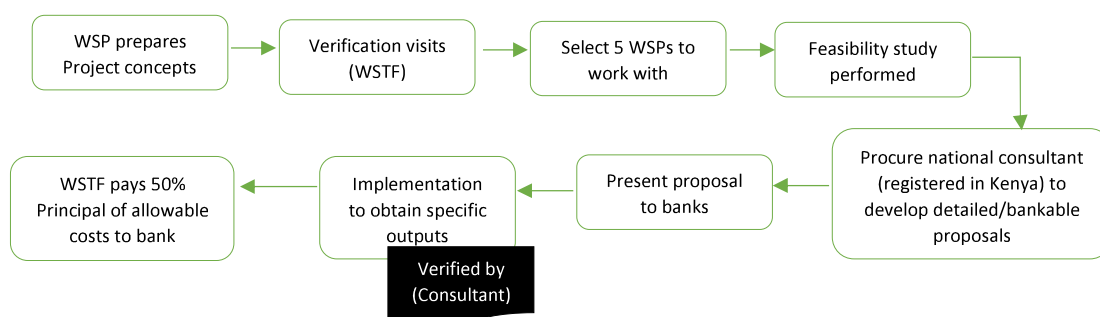 WSP prepares
Project concepts
Verification visits
(WSTF)
Select 5 WSPs to
work with
Feasibility study
performed
Procure national consultant
(registered in Kenya) to
develop detailed/bankable
proposals
Present proposal
to banks
Implementation
to obtain specific
outputs
Verified by
(Consultant)
WSTF pays 50%
Principal of allowable
costs to bank